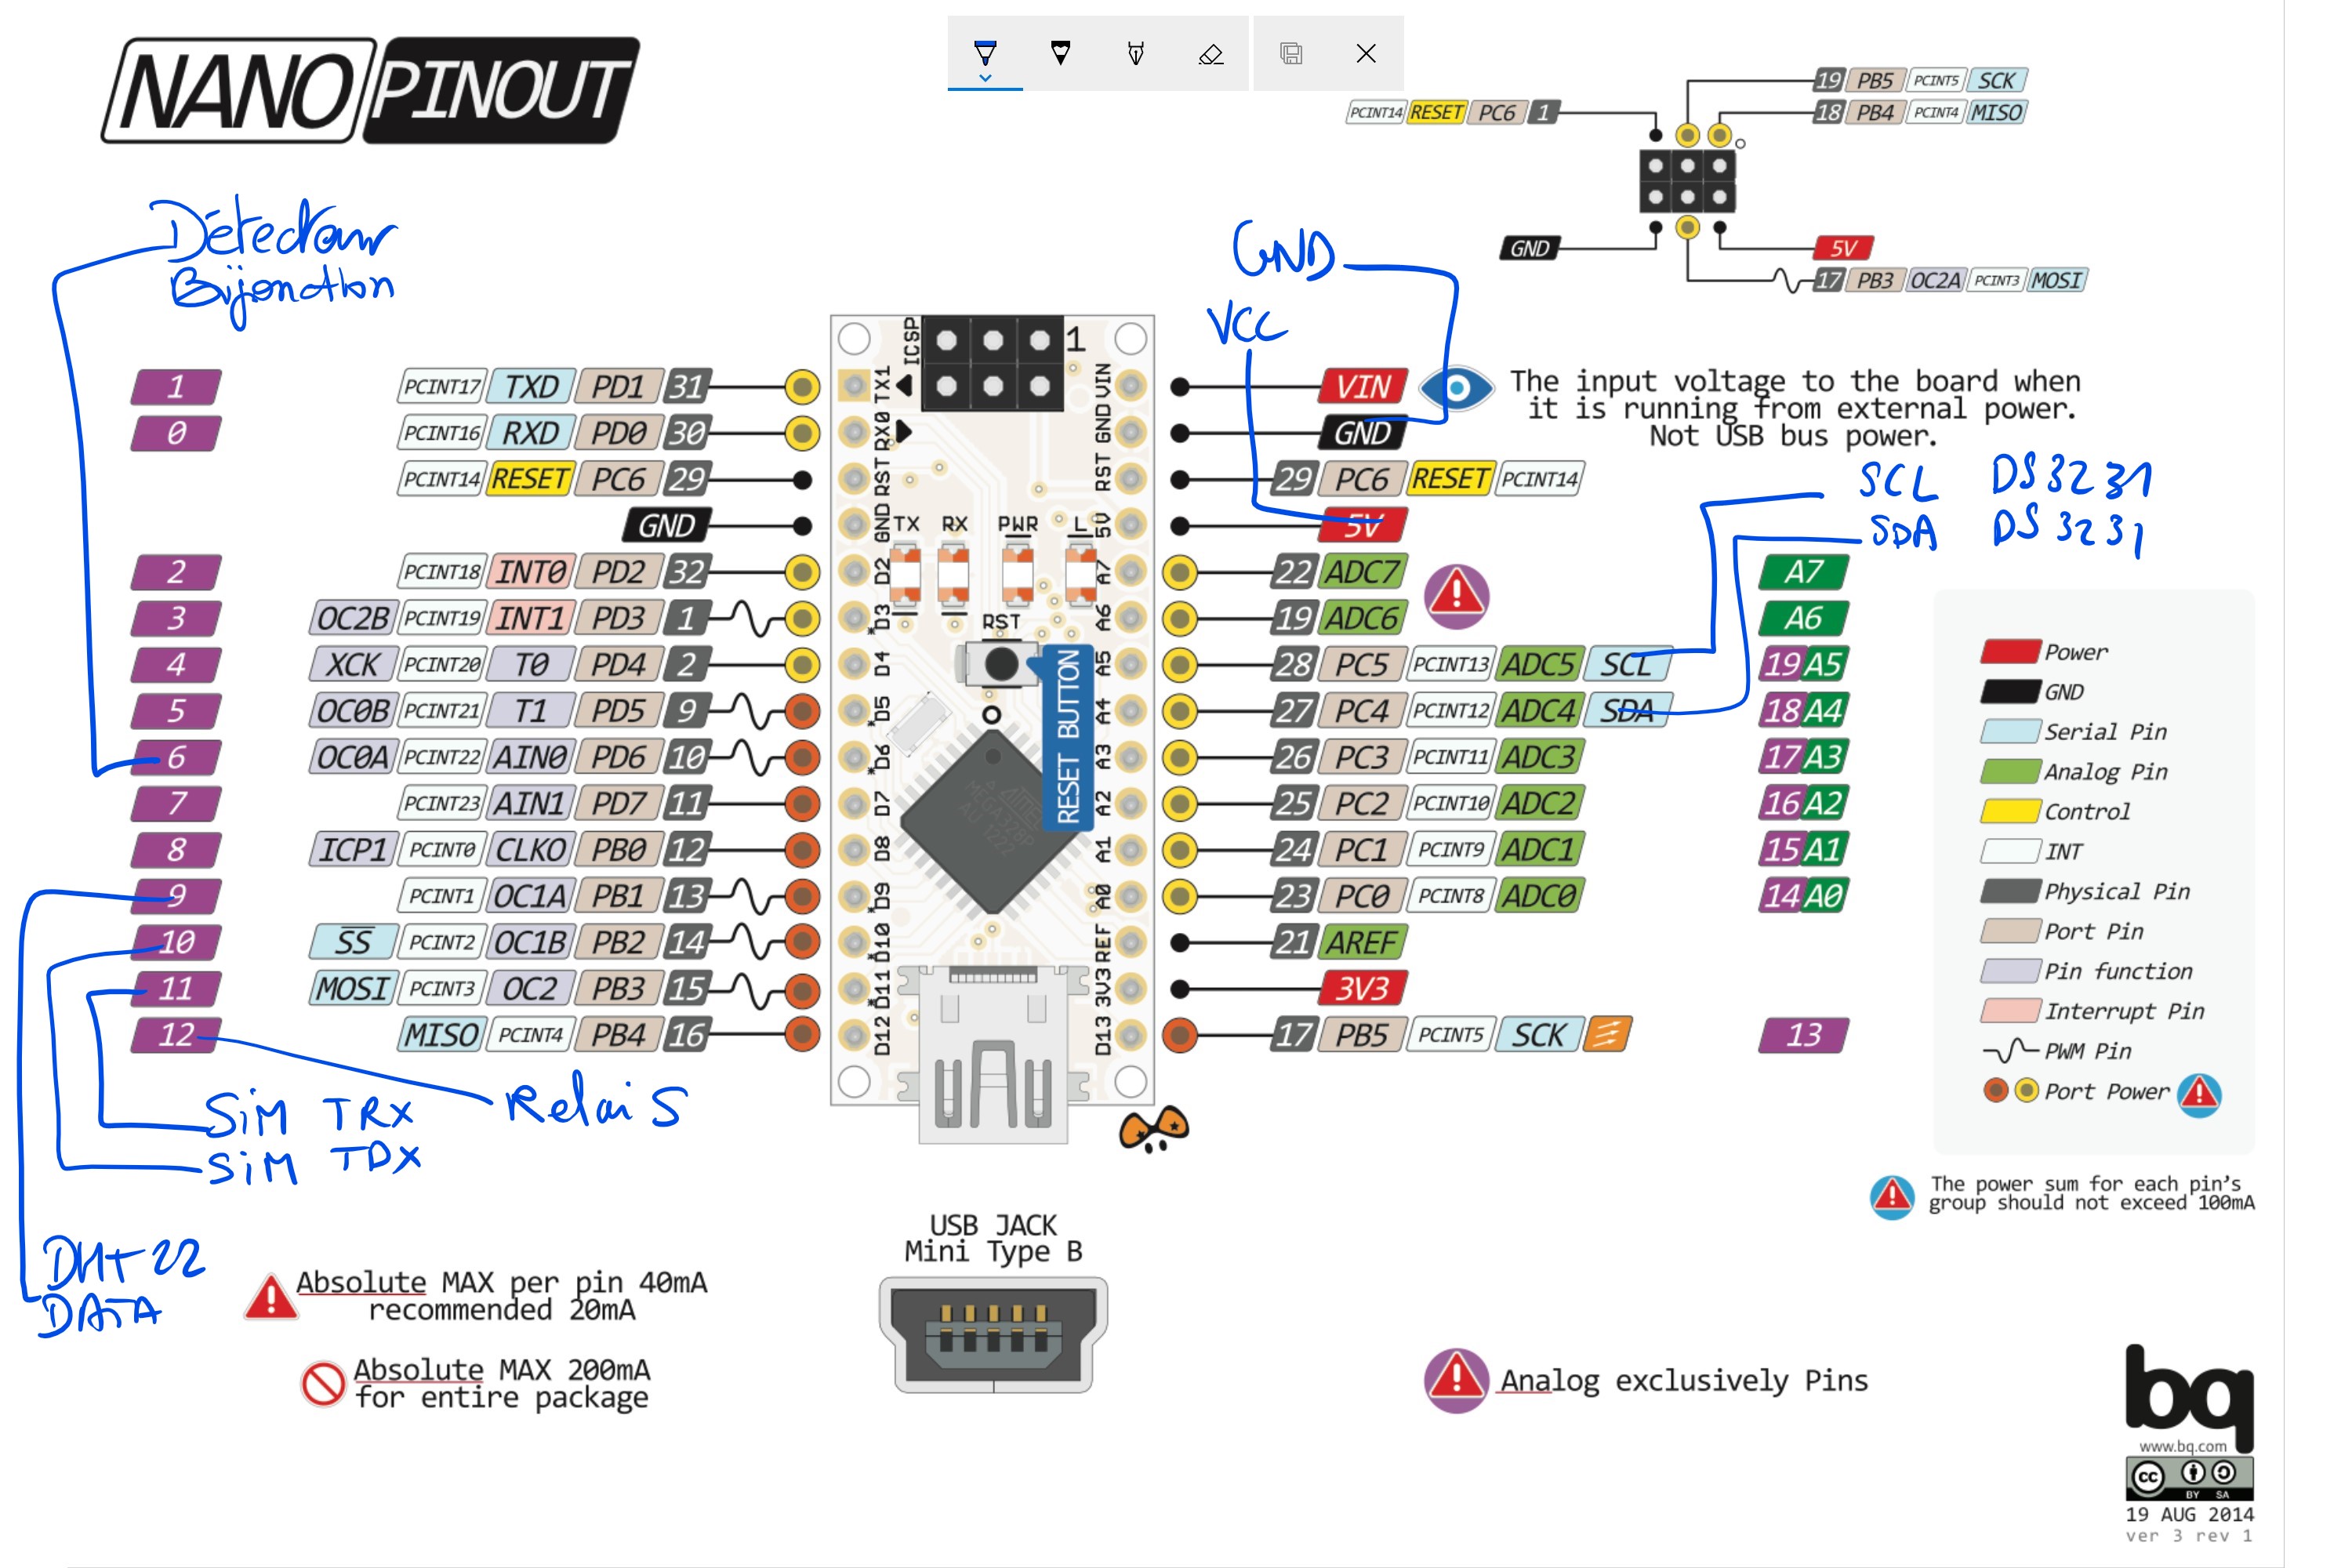 NANO PINOUT
19 PB5 PCINT5 SCK
PCINT14 RESET PC6 1
18 PB4 PCINT4 MISO
GND
5V
17 PB3 OC2A PCINT3 MOSI
Détecteur
Bijonction
GND
VCC
ICSP
1
1 PCINT17 TXD PD1 31 TX1
0 PCINT16 RXD PD0 30 RX0
PCINT14 RESET PC6 29 RST
GND GND
2 PCINT18 INT0 PD2 32 D2
3 OC2B PCINT19 INT1 PD3 1 *D3
4 XCK PCINT20 T0 PD4 2 D4
5 OC0B PCINT21 T1 PD5 9 *D5
6 OC0A PCINT22 AIN0 PD6 10 *D6
7 PCINT23 AIN1 PD7 11 D7
8 ICP1 PCINT0 CLKO PB0 12 D8
9 PCINT1 OC1A PB1 13 *D9
10 SS PCINT2 OC1B PB2 14 *D10
11 MOSI PCINT3 OC2 PB3 15 *D11
12 MISO PCINT4 PB4 16 D12
TX RX PWR L
RST
RESET BUTTON
VIN VIN
GND GND
RST 29 PC6 RESET PCINT14
5V 5V
A7 22 ADC7 A7
A6 19 ADC6 A6
A5 28 PC5 PCINT13 ADC5 SCL 19 A5
A4 27 PC4 PCINT12 ADC4 SDA 18 A4
A3 26 PC3 PCINT11 ADC3 17 A3
A2 25 PC2 PCINT10 ADC2 16 A2
A1 24 PC1 PCINT9 ADC1 15 A1
A0 23 PC0 PCINT8 ADC0 14 A0
REF 21 AREF
3V3 3V3
D13 17 PB5 PCINT5 SCK 13
The input voltage to the board when
it is running from external power.
Not USB bus power.
SCL DS3231
SDA DS3231
Power
GND
Serial Pin
Analog Pin
Control
INT
Physical Pin
Port Pin
Pin function
Interrupt Pin
PWM Pin
Port Power
The power sum for each pin's
group should not exceed 100mA
SiM TRX
SiM TDX
RelaiS
DHt22
DATA
Absolute MAX per pin 40mA
recommended 20mA
Absolute MAX 200mA
for entire package
USB JACK
Mini Type B
Analog exclusively Pins
bq
www.bq.com
cc BY SA
19 AUG 2014
ver 3 rev 1